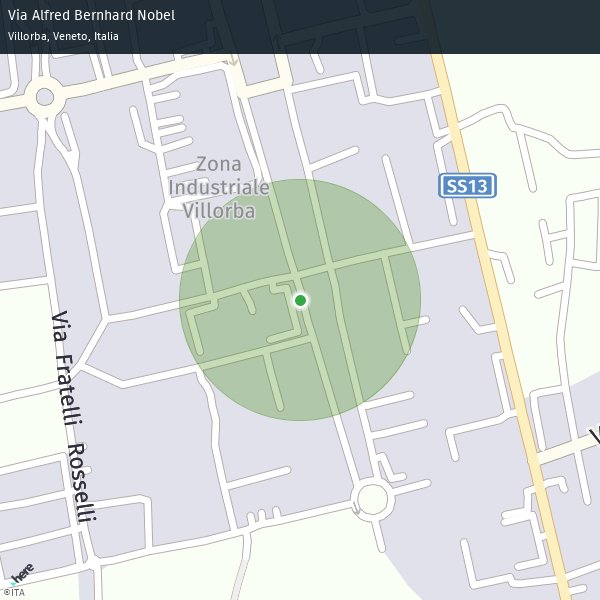 Via Alfred Bernhard Nobel
Villorba, Veneto, Italia
Zona
Industriale
Villorba
SS13
Via Fratelli Rosselli
here
©ITA